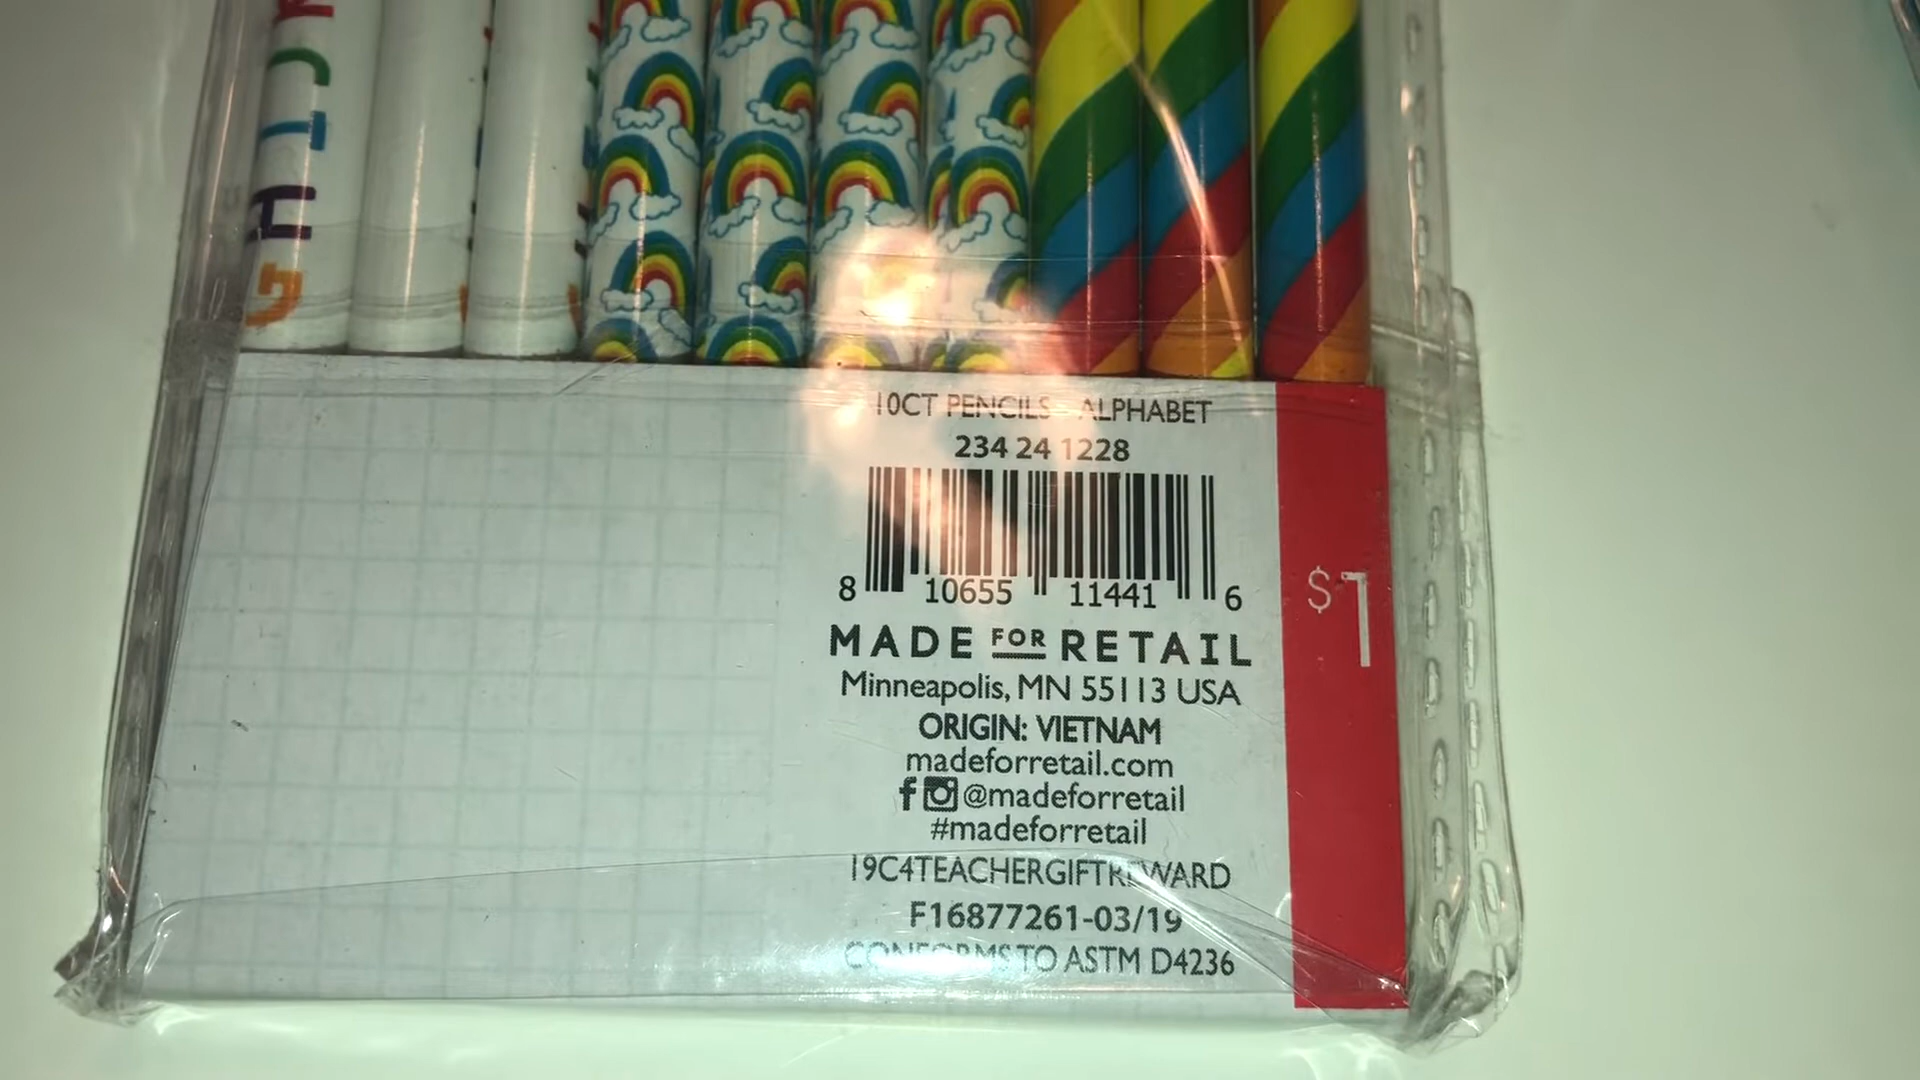 G H I J
10CT PENCILS - ALPHABET
234 24 1228
8 10655 11441 6
MADE FOR RETAIL
Minneapolis, MN 55113 USA
ORIGIN: VIETNAM
madeforretail.com
@madeforretail
#madeforretail
19C4TEACHERGIFTREWARD
F16877261-03/19
CONFORMS TO ASTM D4236
$1